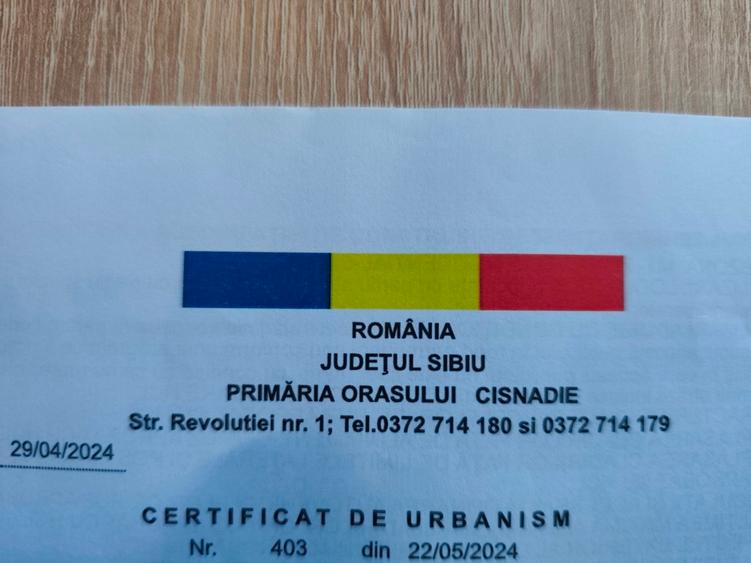 ROMÂNIA
JUDEŢUL SIBIU
PRIMĂRIA ORASULUI CISNADIE
Str. Revolutiei nr. 1; Tel.0372 714 180 si 0372 714 179
29/04/2024
CERTIFICAT DE URBANISM
Nr. 403 din 22/05/2024